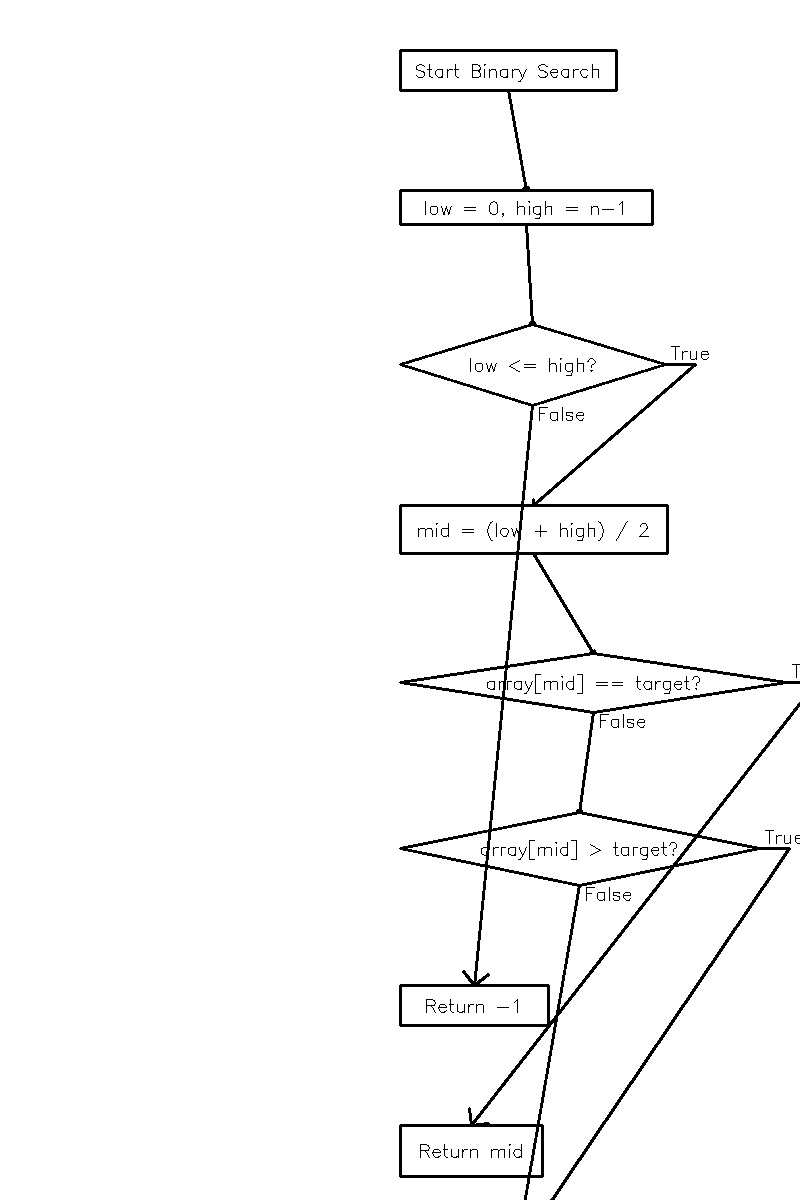 Start Binary Search
low = 0, high = n-1
True
low <= high?
False
mid = (low + high) / 2
T
array[mid] == target?
False
True
array[mid] > target?
False
Return -1
Return mid